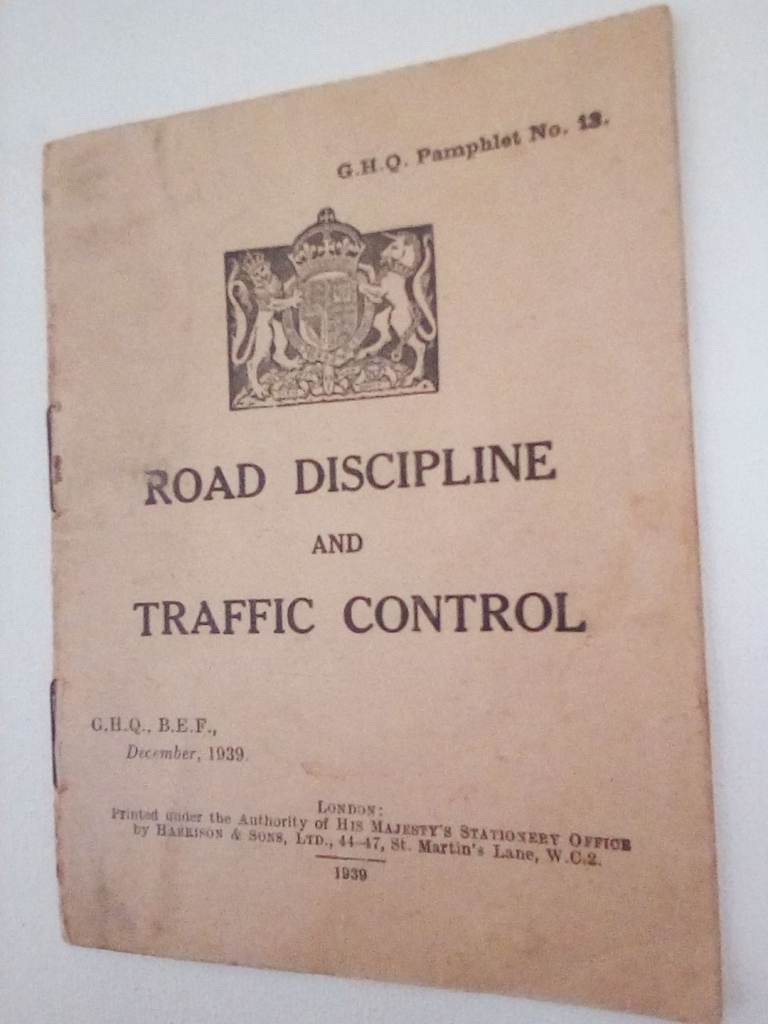 G.H.Q. Pamphlet No. 13.
ROAD DISCIPLINE
AND
TRAFFIC CONTROL
G.H.Q., B.E.F.,
December, 1939.
LONDON:
Printed under the Authority of HIS MAJESTY'S STATIONERY OFFICE
by HARRISON & SONS, LTD., 44-47, St. Martin's Lane, W.C.2.
1939